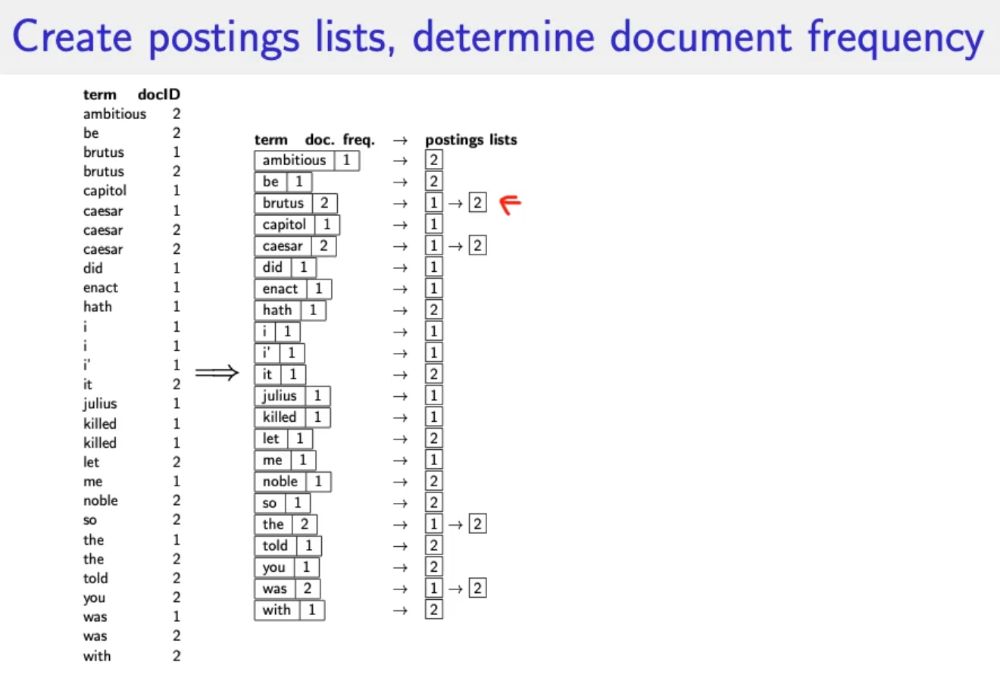 Create postings lists, determine document frequency
term docID
ambitious 2
be 2
brutus 1
brutus 2
capitol 1
caesar 1
caesar 2
caesar 2
did 1
enact 1
hath 1
i 1
i 1
i' 1
it 2
julius 1
killed 1
killed 1
let 2
me 1
noble 2
so 2
the 1
the 2
told 2
you 2
was 1
was 2
with 2
⟹
term doc. freq. → postings lists
ambitious 1 → 2
be 1 → 2
brutus 2 → 1 → 2
capitol 1 → 1
caesar 2 → 1 → 2
did 1 → 1
enact 1 → 1
hath 1 → 2
i 1 → 1
i' 1 → 1
it 1 → 2
julius 1 → 1
killed 1 → 1
let 1 → 2
me 1 → 1
noble 1 → 2
so 1 → 2
the 2 → 1 → 2
told 1 → 2
you 1 → 2
was 2 → 1 → 2
with 1 → 2